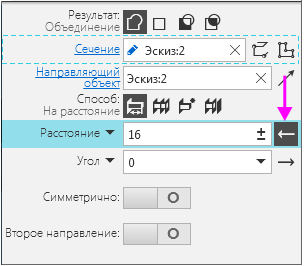 Результат:
Объединение
Сечение Эскиз:2
Направляющий
объект Эскиз:2
Способ:
На расстояние
Расстояние 16 ±
Угол 0
Симметрично:
Второе направление: